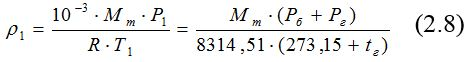 ρ₁ = (10⁻³ · Mₘ · P₁) / (R · T₁) = (Mₘ · (Pб + Pг)) / (8314,51 · (273,15 + tг)) (2.8)